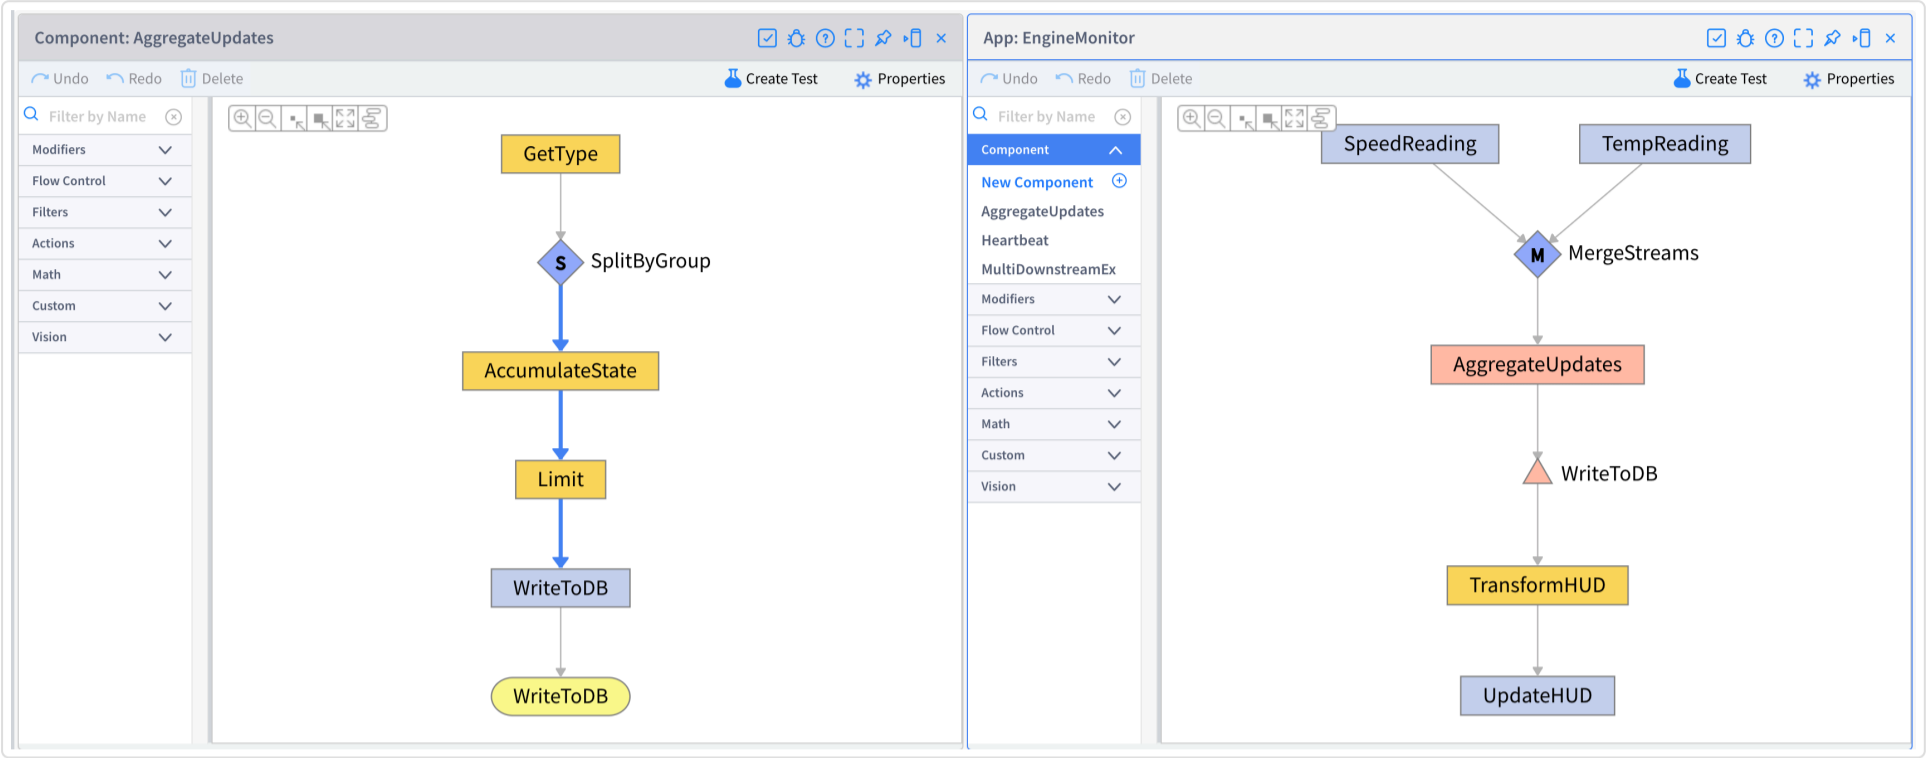 Component: AggregateUpdates
Undo Redo Delete Create Test Properties
Filter by Name
Modifiers
Flow Control
Filters
Actions
Math
Custom
Vision
GetType
S SplitByGroup
AccumulateState
Limit
WriteToDB
WriteToDB
App: EngineMonitor
Undo Redo Delete Create Test Properties
Filter by Name
Component
New Component
AggregateUpdates
Heartbeat
MultiDownstreamEx
Modifiers
Flow Control
Filters
Actions
Math
Custom
Vision
SpeedReading TempReading
M MergeStreams
AggregateUpdates
WriteToDB
TransformHUD
UpdateHUD